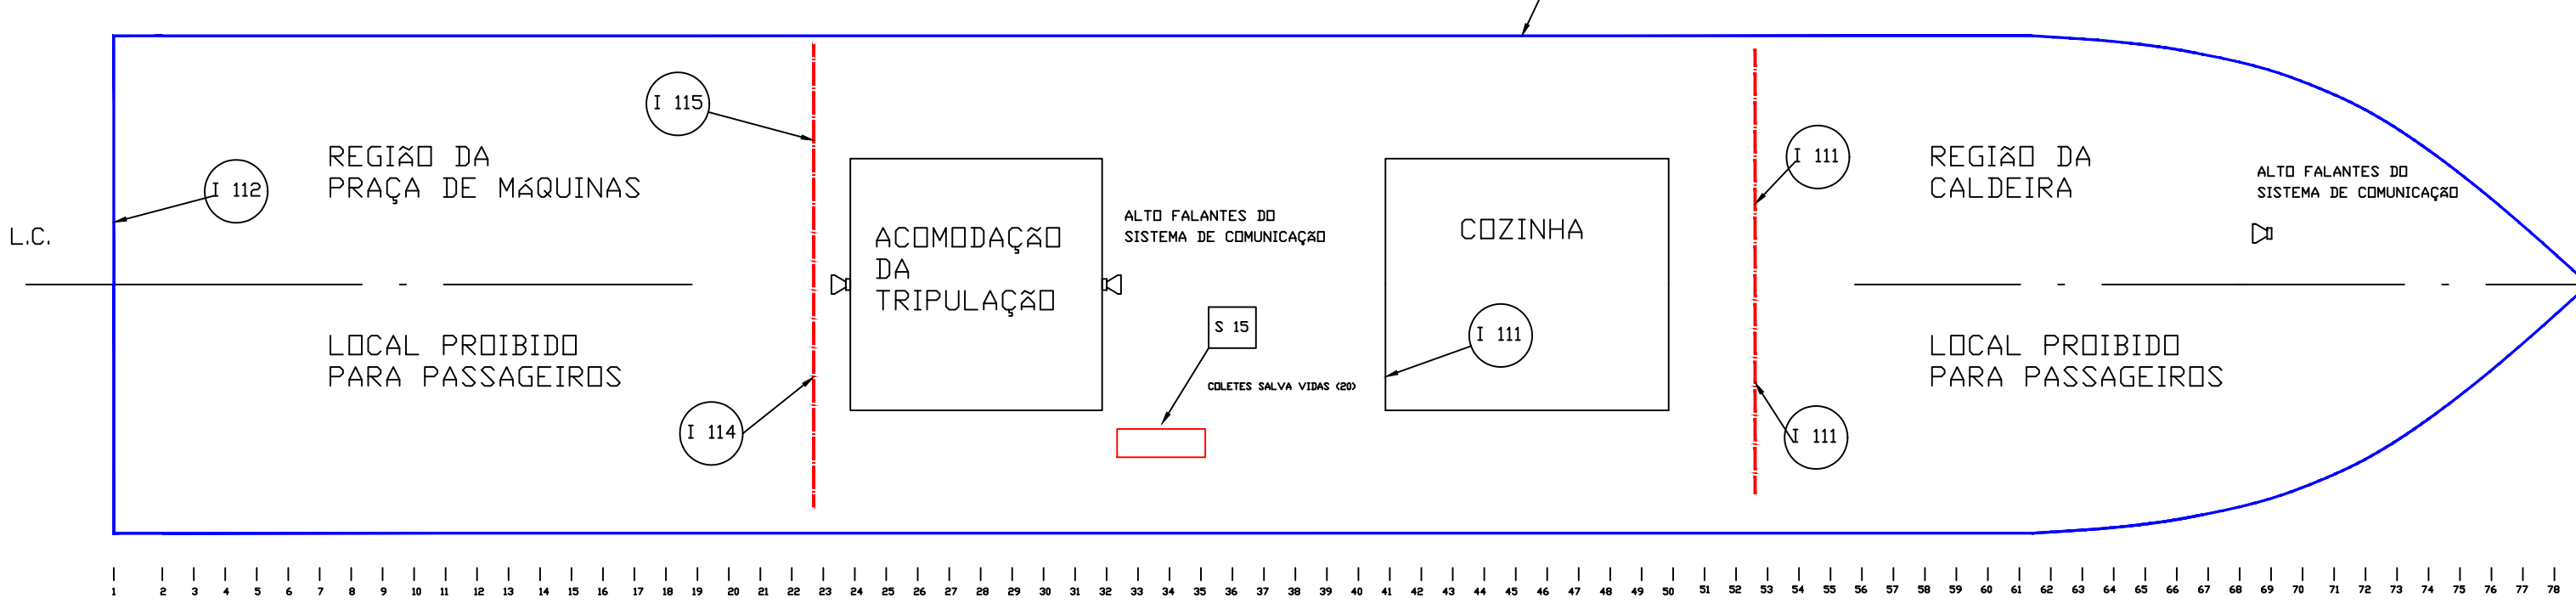 I 115
I 112
REGIÃO DA
PRAÇA DE MÁQUINAS
L.C.
LOCAL PROIBIDO
PARA PASSAGEIROS
I 114
ACOMODAÇÃO
DA
TRIPULAÇÃO
ALTO FALANTES DO
SISTEMA DE COMUNICAÇÃO
S 15
COLETES SALVA VIDAS (20)
COZINHA
I 111
I 111
I 111
REGIÃO DA
CALDEIRA
ALTO FALANTES DO
SISTEMA DE COMUNICAÇÃO
LOCAL PROIBIDO
PARA PASSAGEIROS
1 2 3 4 5 6 7 8 9 10 11 12 13 14 15 16 17 18 19 20 21 22 23 24 25 26 27 28 29 30 31 32 33 34 35 36 37 38 39 40 41 42 43 44 45 46 47 48 49 50 51 52 53 54 55 56 57 58 59 60 61 62 63 64 65 66 67 68 69 70 71 72 73 74 75 76 77 78